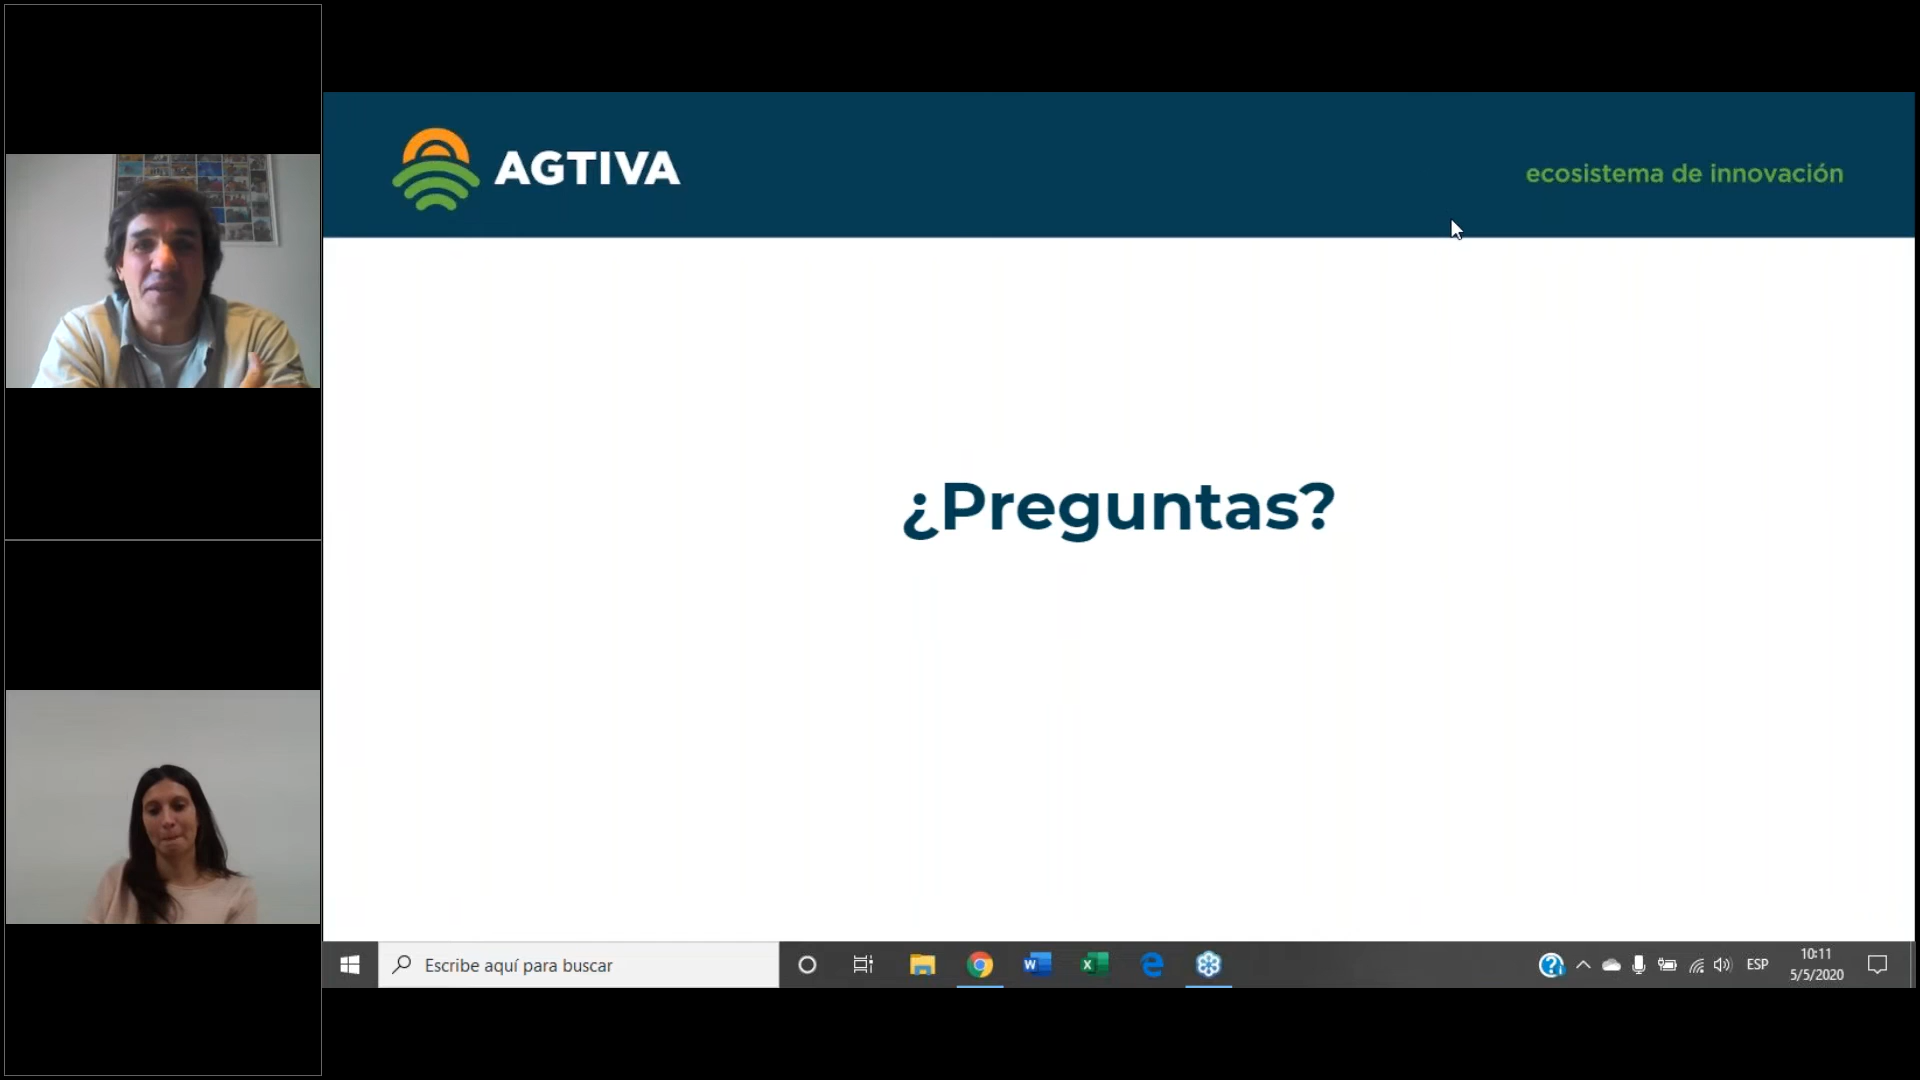 AGTIVA
ecosistema de innovación
¿Preguntas?
Escribe aquí para buscar
ESP
10:11
5/5/2020